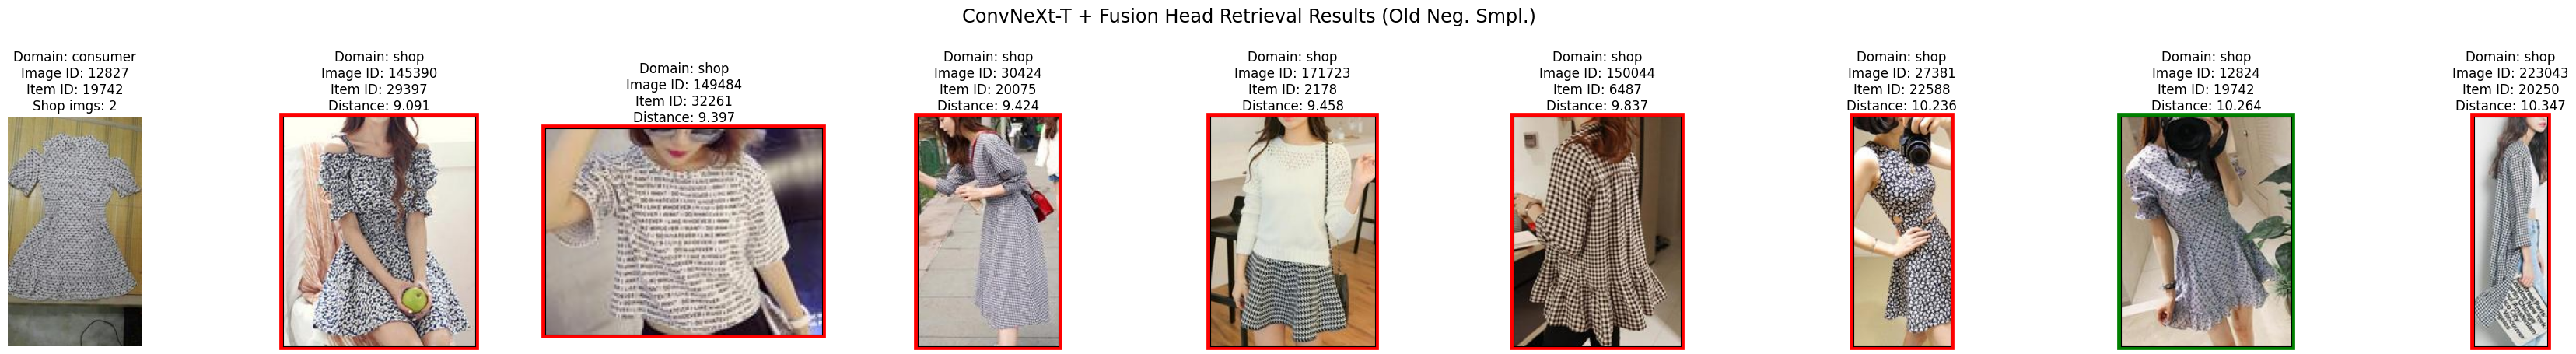 ConvNeXt-T + Fusion Head Retrieval Results (Old Neg. Smpl.)
Domain: consumer
Image ID: 12827
Item ID: 19742
Shop imgs: 2
Domain: shop
Image ID: 145390
Item ID: 29397
Distance: 9.091
Domain: shop
Image ID: 149484
Item ID: 32261
Distance: 9.397
Domain: shop
Image ID: 30424
Item ID: 20075
Distance: 9.424
Domain: shop
Image ID: 171723
Item ID: 2178
Distance: 9.458
Domain: shop
Image ID: 150044
Item ID: 6487
Distance: 9.837
Domain: shop
Image ID: 27381
Item ID: 22588
Distance: 10.236
Domain: shop
Image ID: 12824
Item ID: 19742
Distance: 10.264
Domain: shop
Image ID: 223043
Item ID: 20250
Distance: 10.347